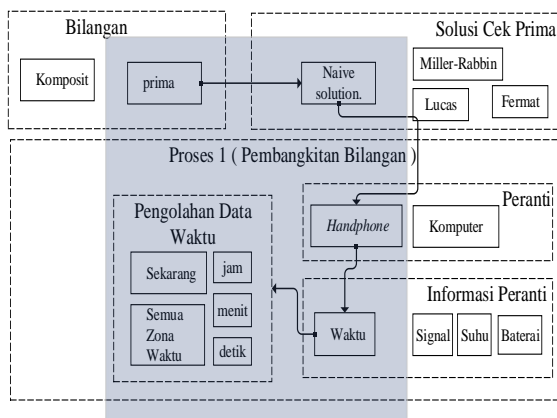 Bilangan
Komposit
prima
Solusi Cek Prima
Naive
solution.
Miller-Rabbin
Lucas
Fermat
Proses 1 ( Pembangkitan Bilangan )
Pengolahan Data
Waktu
Sekarang
jam
Semua
Zona
Waktu
menit
detik
Peranti
Handphone
Komputer
Informasi Peranti
Waktu
Signal
Suhu
Baterai